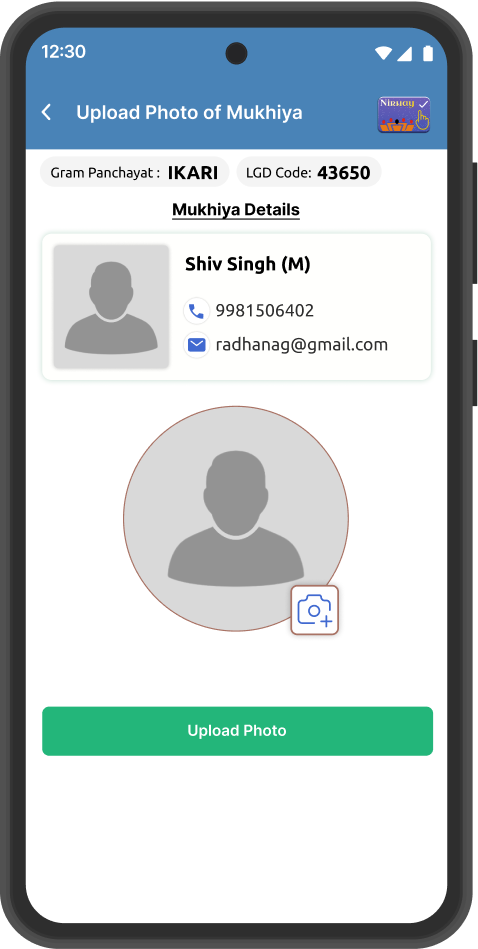 12:30
Upload Photo of Mukhiya
Nirnay
Gram Panchayat : IKARI LGD Code: 43650
Mukhiya Details
Shiv Singh (M)
9981506402
radhanag@gmail.com
Upload Photo